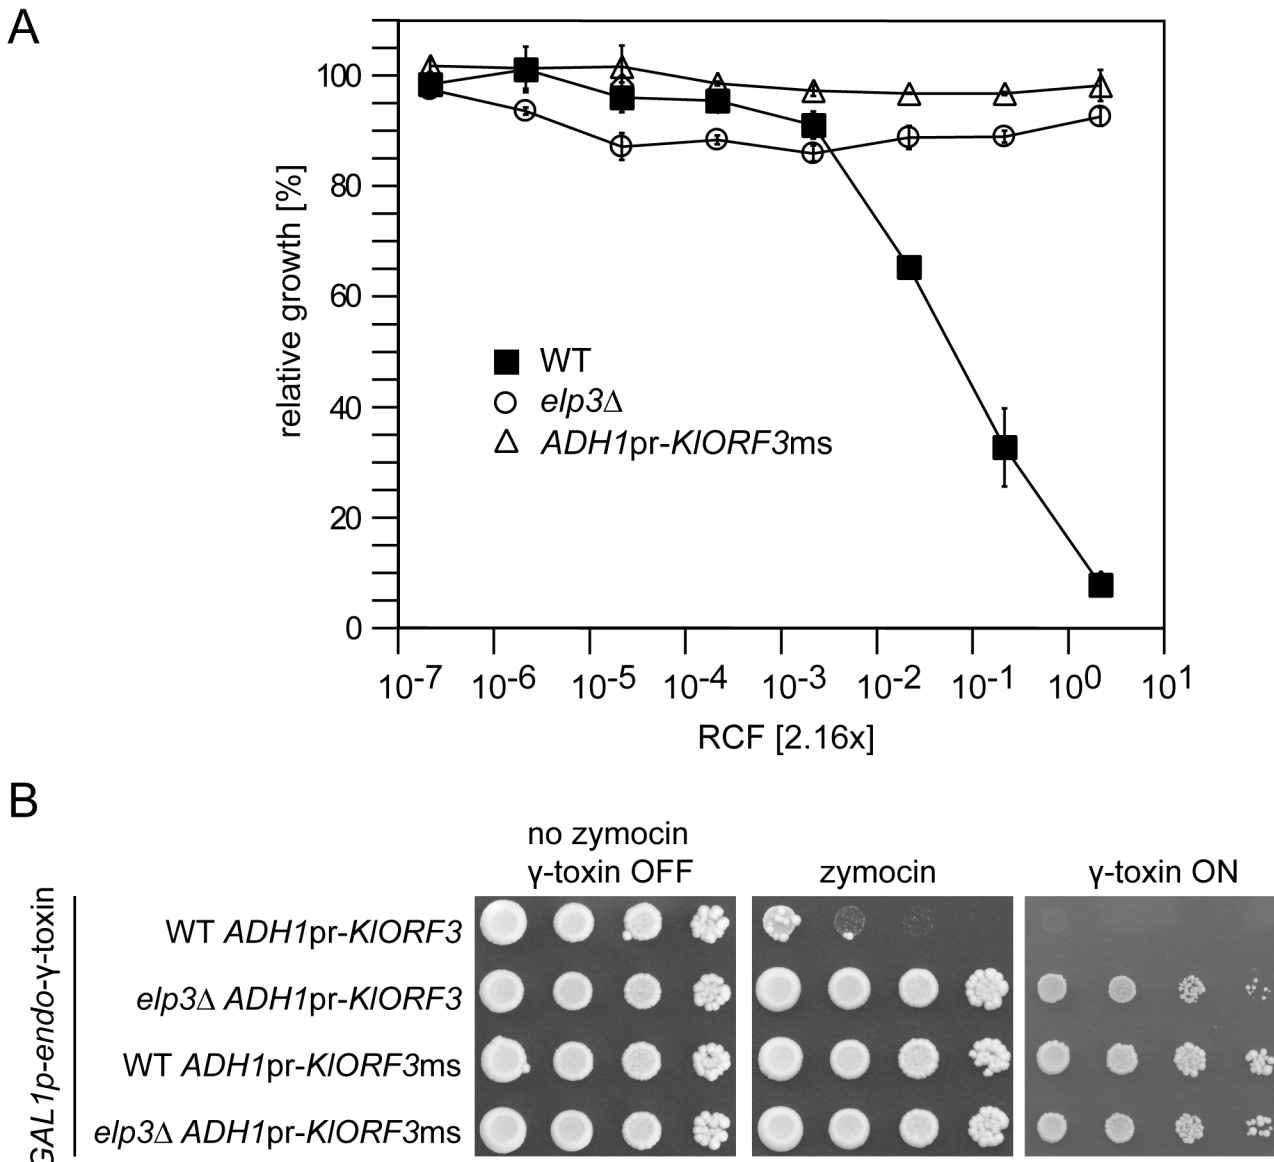 A
relative growth [%]
100
80
60
40
20
0
WT
elp3Δ
ADH1pr-KlORF3ms
10-7 10-6 10-5 10-4 10-3 10-2 10-1 100 101
RCF [2.16x]
B
no zymocin
γ-toxin OFF
zymocin
γ-toxin ON
GAL1p-endo-γ-toxin
WT ADH1pr-KlORF3
elp3Δ ADH1pr-KlORF3
WT ADH1pr-KlORF3ms
elp3Δ ADH1pr-KlORF3ms